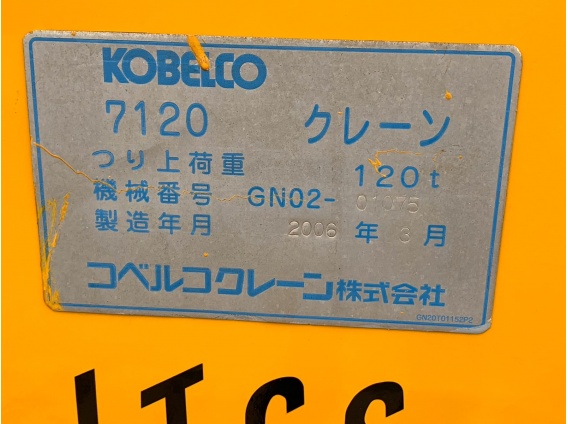 KOBELCO
7120 クレーン
つり上荷重 120t
機械番号 GN02-
製造年月 2006 年 3 月
コベルコクレーン株式会社
GN20T01152P2